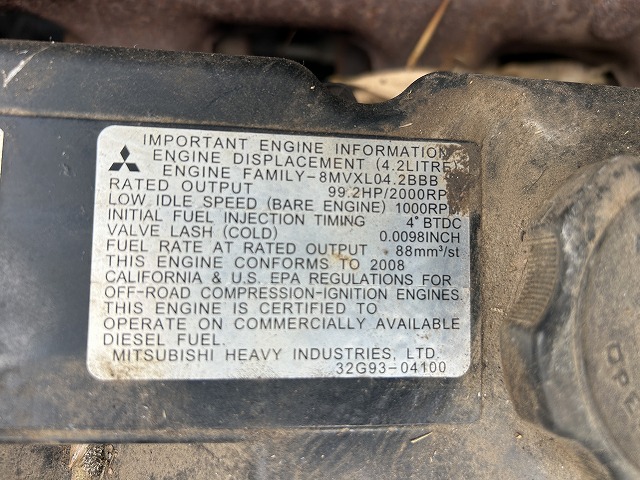 IMPORTANT ENGINE INFORMATION
ENGINE DISPLACEMENT (4.2LITRE)
ENGINE FAMILY-8MVXL04.2BBB
RATED OUTPUT 99.2HP/2000RPM
LOW IDLE SPEED (BARE ENGINE) 1000RPM
INITIAL FUEL INJECTION TIMING 4° BTDC
VALVE LASH (COLD) 0.0098INCH
FUEL RATE AT RATED OUTPUT 88mm³/st
THIS ENGINE CONFORMS TO 2008
CALIFORNIA & U.S. EPA REGULATIONS FOR
OFF-ROAD COMPRESSION-IGNITION ENGINES.
THIS ENGINE IS CERTIFIED TO
OPERATE ON COMMERCIALLY AVAILABLE
DIESEL FUEL.
MITSUBISHI HEAVY INDUSTRIES, LTD.
32G93-04100